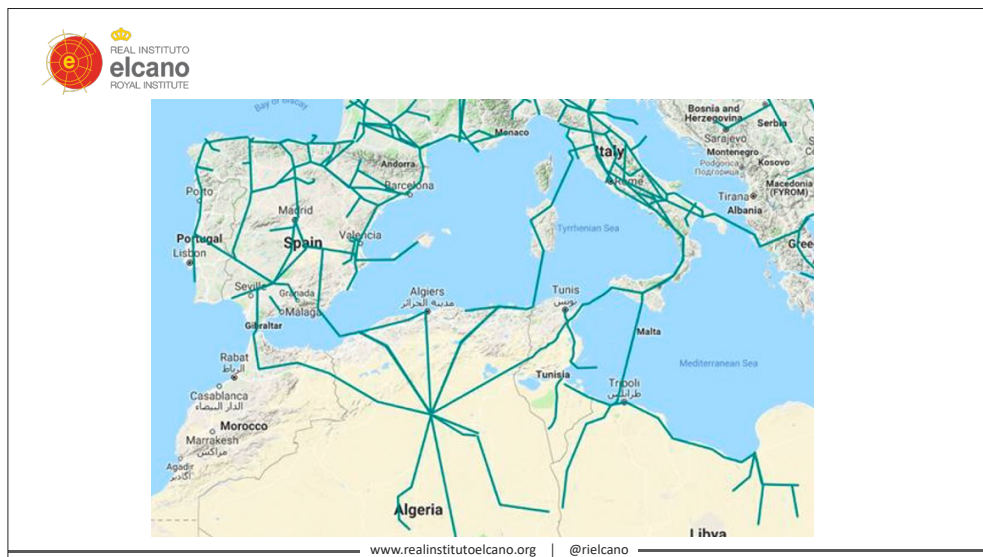 REAL INSTITUTO
elcano
ROYAL INSTITUTE
Bay of Biscay
Monaco
Bosnia and
Herzegovina
Serbia
Sarajevo
Italy
Montenegro
Kosovo
Podgorica
Подгорица
Andorra
Rome
Macedonia
(FYROM)
Porto
Barcelona
Tirana
Albania
Madrid
Tyrrhenian Sea
Portugal
Spain
Valencia
Lisbon
Seville
Granada
Málaga
Gibraltar
Algiers
مدينة الجزائر
Tunis
تونس
Malta
Rabat
الرباط
Mediterranean Sea
Tunisia
Tripoli
طرابلس
Casablanca
الدار البيضاء
Morocco
Marrakesh
مراكش
Agadir
أكادير
Algeria
Libya
www.realinstitutoelcano.org | @rielcano